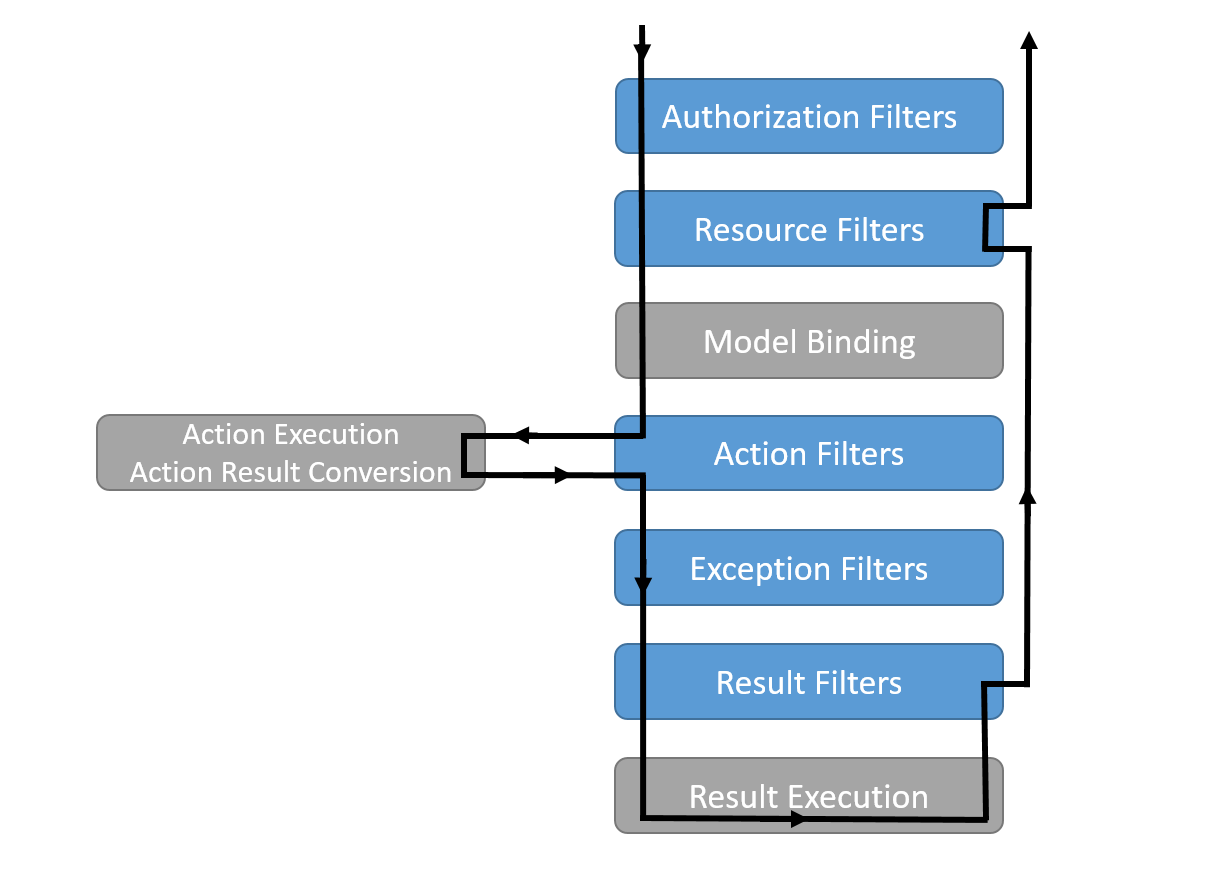 Authorization Filters
Resource Filters
Model Binding
Action Execution
Action Result Conversion
Action Filters
Exception Filters
Result Filters
Result Execution